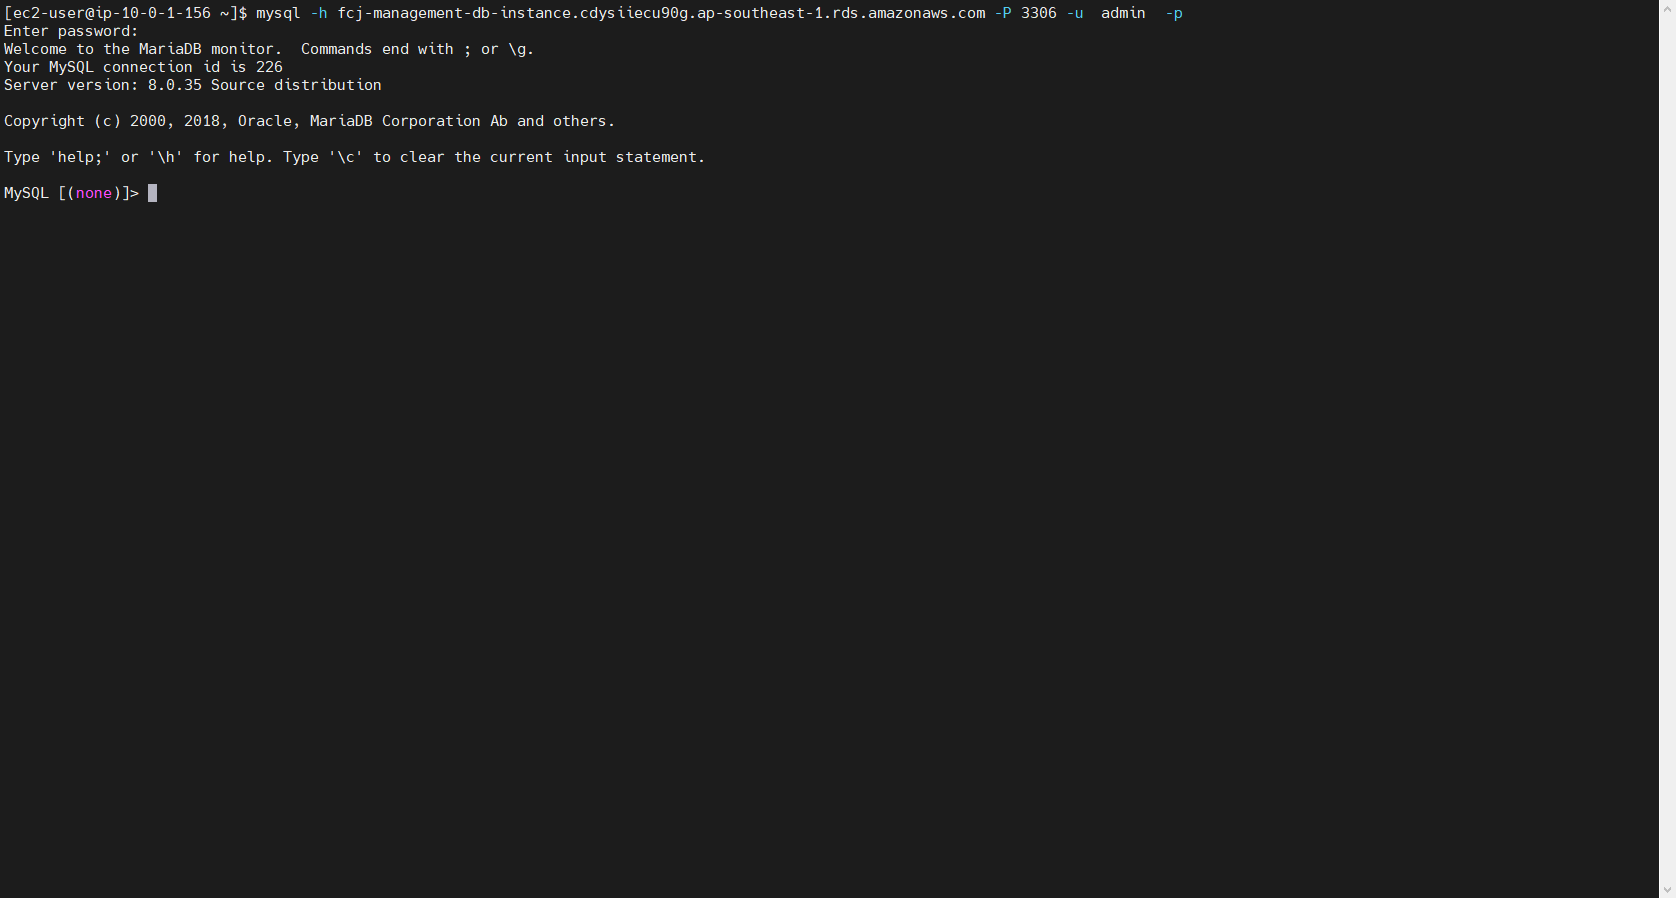 [ec2-user@ip-10-0-1-156 ~]$ mysql -h fcj-management-db-instance.cdysiiecu90g.ap-southeast-1.rds.amazonaws.com -P 3306 -u  admin  -p
Enter password:
Welcome to the MariaDB monitor.  Commands end with ; or \g.
Your MySQL connection id is 226
Server version: 8.0.35 Source distribution

Copyright (c) 2000, 2018, Oracle, MariaDB Corporation Ab and others.

Type 'help;' or '\h' for help. Type '\c' to clear the current input statement.

MySQL [(none)]>